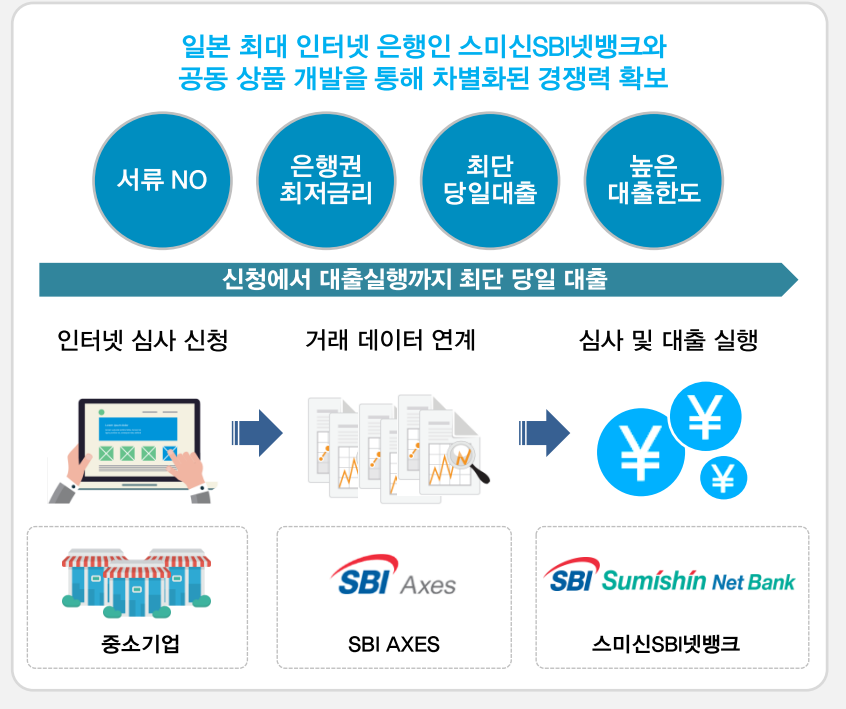 일본 최대 인터넷 은행인 스미신SBI넷뱅크와
공동 상품 개발을 통해 차별화된 경쟁력 확보
서류 NO
은행권
최저금리
최단
당일대출
높은
대출한도
신청에서 대출실행까지 최단 당일 대출
인터넷 심사 신청
거래 데이터 연계
심사 및 대출 실행
¥
¥
¥
중소기업
SBI Axes
SBI AXES
SBI Sumishin Net Bank
스미신SBI넷뱅크